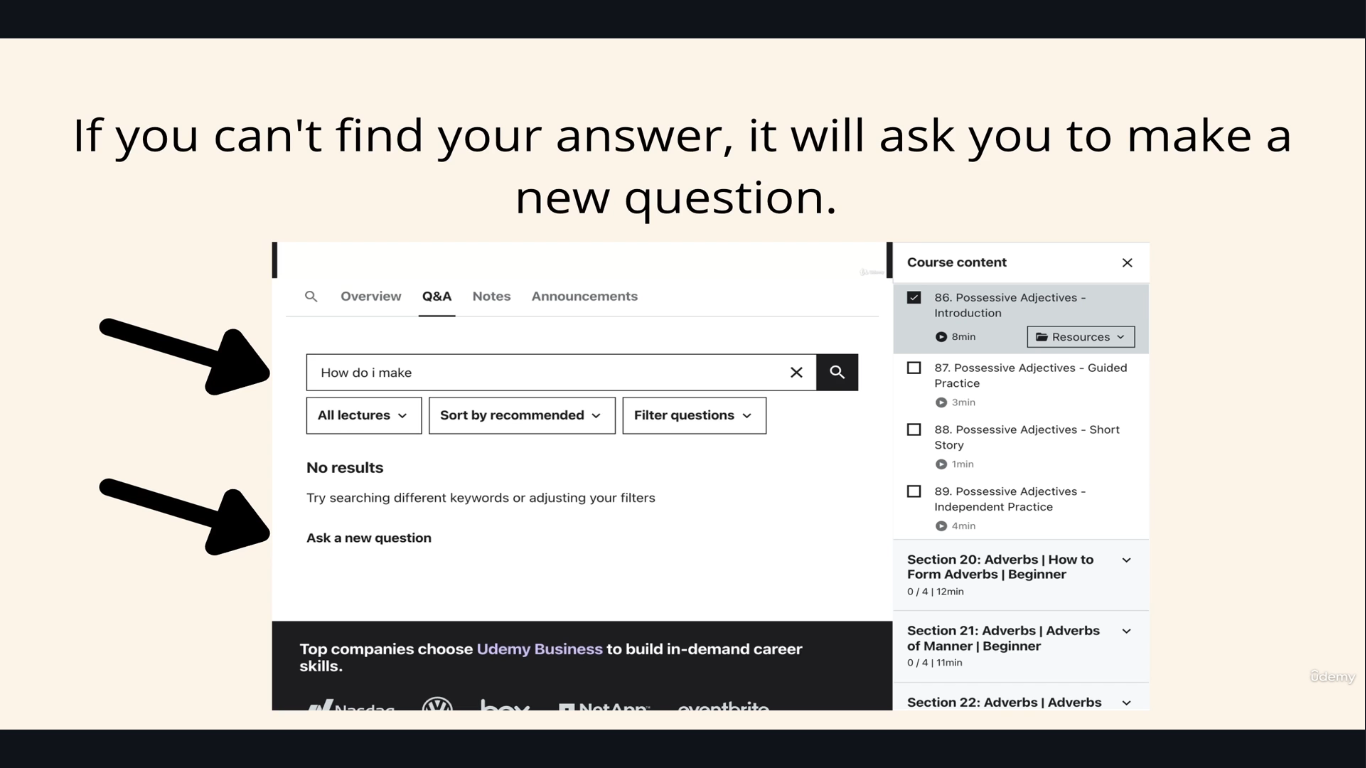 If you can't find your answer, it will ask you to make a
new question.
Overview Q&A Notes Announcements
How do i make
All lectures Sort by recommended Filter questions
No results
Try searching different keywords or adjusting your filters
Ask a new question
Top companies choose Udemy Business to build in-demand career
skills.
Nasdaq box NetApp eventbrite
Course content
86. Possessive Adjectives -
Introduction
8min Resources
87. Possessive Adjectives - Guided
Practice
3min
88. Possessive Adjectives - Short
Story
1min
89. Possessive Adjectives -
Independent Practice
4min
Section 20: Adverbs | How to
Form Adverbs | Beginner
0 / 4 | 12min
Section 21: Adverbs | Adverbs
of Manner | Beginner
0 / 4 | 11min
Section 22: Adverbs | Adverbs
ûdemy